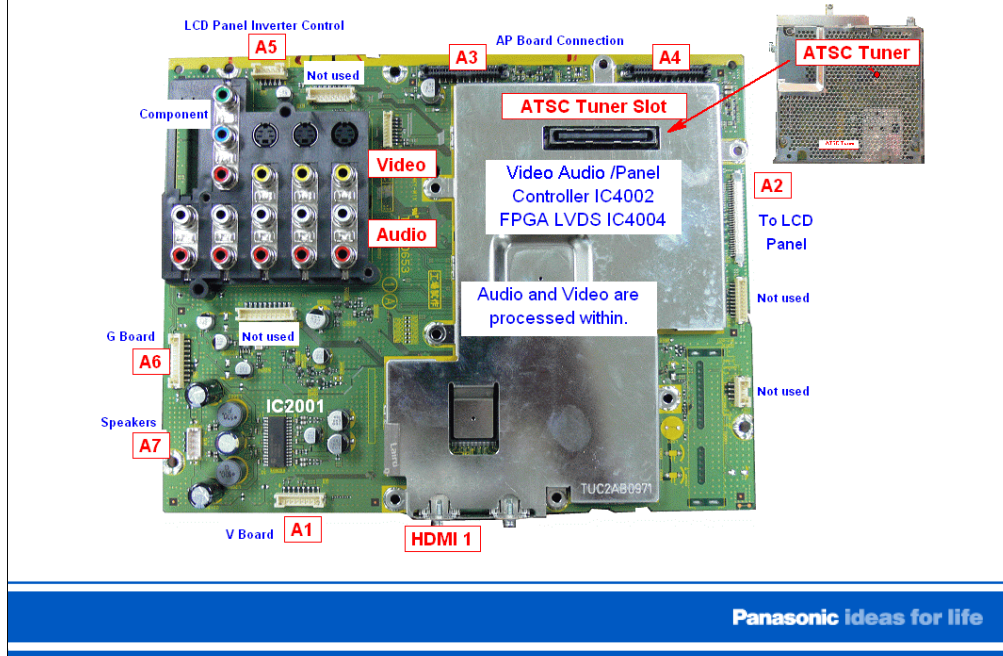 LCD Panel Inverter Control
A5
Not used
AP Board Connection
A3
A4
ATSC Tuner
ATSC Tuner
ATSC Tuner Slot
Component
Video
Audio
Video Audio /Panel
Controller IC4002
FPGA LVDS IC4004
A2
To LCD
Panel
Audio and Video are
processed within.
Not used
G Board
A6
Not used
Not used
IC2001
Speakers
A7
TUC2AB0971
V Board
A1
HDMI 1
Panasonic ideas for life